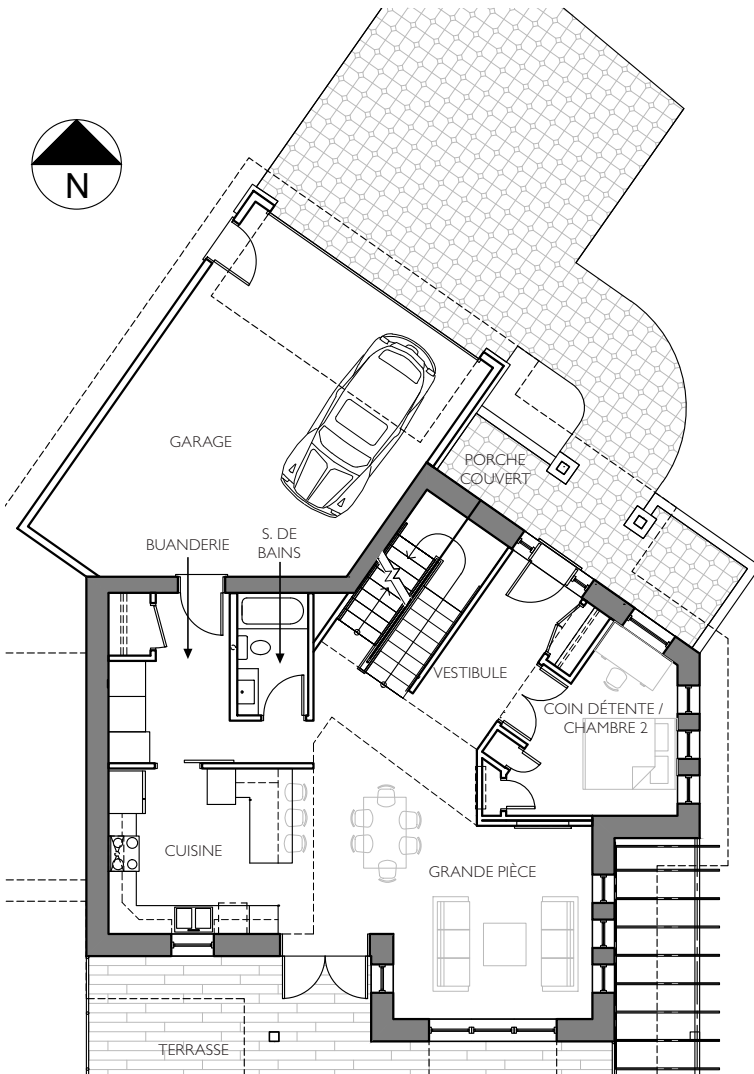 N
GARAGE
PORCHE
COUVERT
BUANDERIE
S. DE
BAINS
VESTIBULE
COIN DÉTENTE /
CHAMBRE 2
CUISINE
GRANDE PIÈCE
TERRASSE